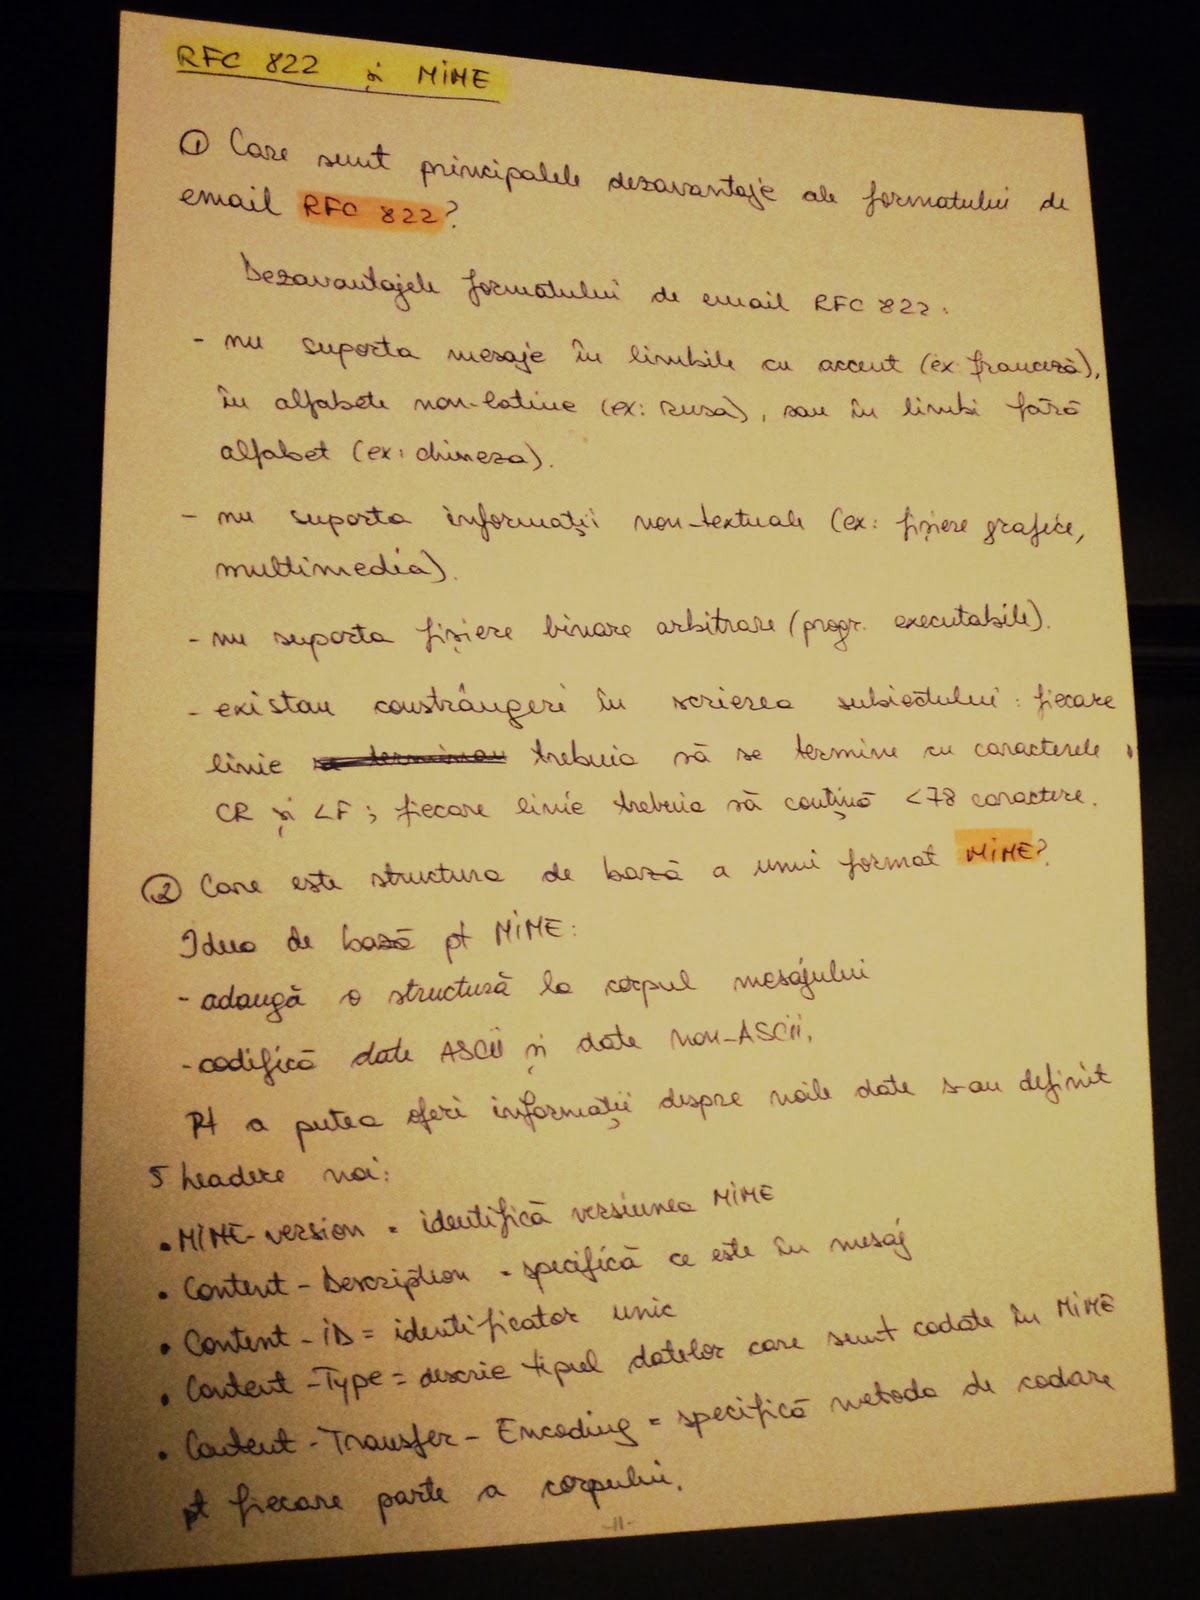 RFC 822 și MIME
① Care sunt principalele dezavantaje ale formatului de
email RFC 822?
Dezavantajele formatului de email RFC 822:
- nu suporta mesaje în limbile cu accent (ex: franceză),
în alfabete non-latine (ex: rusa), sau în limbi fără
alfabet (ex: chineza).
- nu suporta informații non-textuale (ex: fișiere grafice,
multimedia).
- nu suporta fișiere binare arbitrare (progr. executabile).
- existau constrângeri în scrierea subiectului: fiecare
linie trebuia să se termine cu caracterele
CR și LF; fiecare linie trebuia să conțină <78 caractere.
② Care este structura de bază a unui format MIME?
Ideea de bază pt MIME:
- adaugă o structură la corpul mesajului
- codifică date ASCII și date non-ASCII.
Pt a putea oferi informații despre noile date s-au definit
5 headere noi:
• MIME-version = identifică versiunea MIME
• Content-Description = specifică ce este în mesaj
• Content-ID = identificator unic
• Content-Type = descrie tipul datelor care sunt codate în MIME
• Content-Transfer-Encoding = specifică metoda de codare
pt fiecare parte a corpului.
-11-